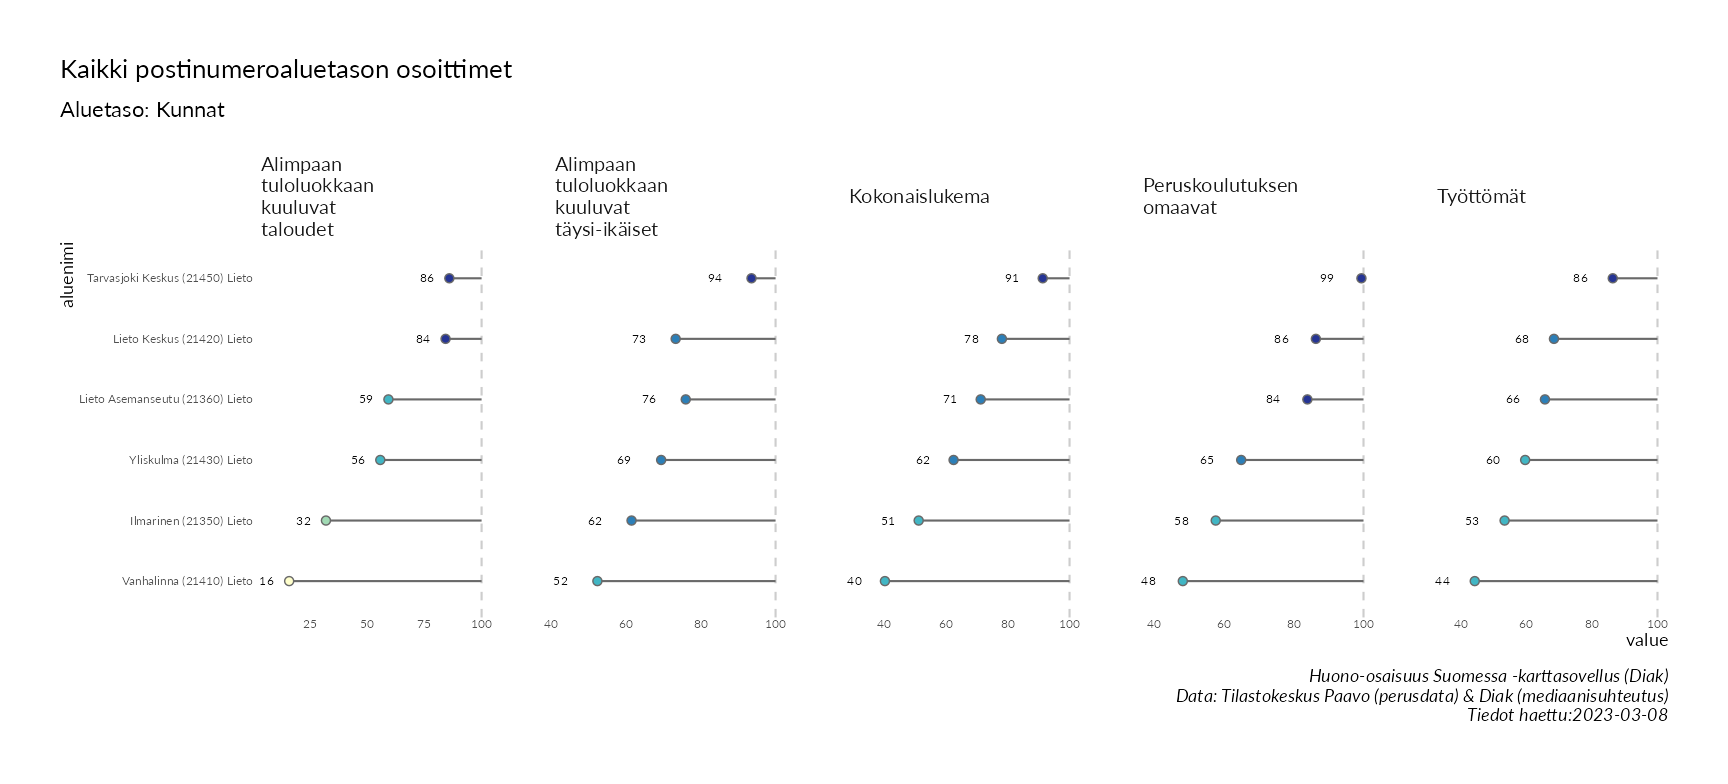 Kaikki postinumeroaluetason osoittimet
Aluetaso: Kunnat
Alimpaan
tuloluokkaan
kuuluvat
taloudet
Alimpaan
tuloluokkaan
kuuluvat
täysi-ikäiset
Kokonaislukema
Peruskoulutuksen
omaavat
Työttömät
aluenimi
Tarvasjoki Keskus (21450) Lieto 86 94 91 99 86
Lieto Keskus (21420) Lieto 84 73 78 86 68
Lieto Asemanseutu (21360) Lieto 59 76 71 84 66
Yliskulma (21430) Lieto 56 69 62 65 60
Ilmarinen (21350) Lieto 32 62 51 58 53
Vanhalinna (21410) Lieto 16 52 40 48 44
25 50 75 100 40 60 80 100 40 60 80 100 40 60 80 100 40 60 80 100
value
Huono-osaisuus Suomessa -karttasovellus (Diak)
Data: Tilastokeskus Paavo (perusdata) & Diak (mediaanisuhteutus)
Tiedot haettu:2023-03-08